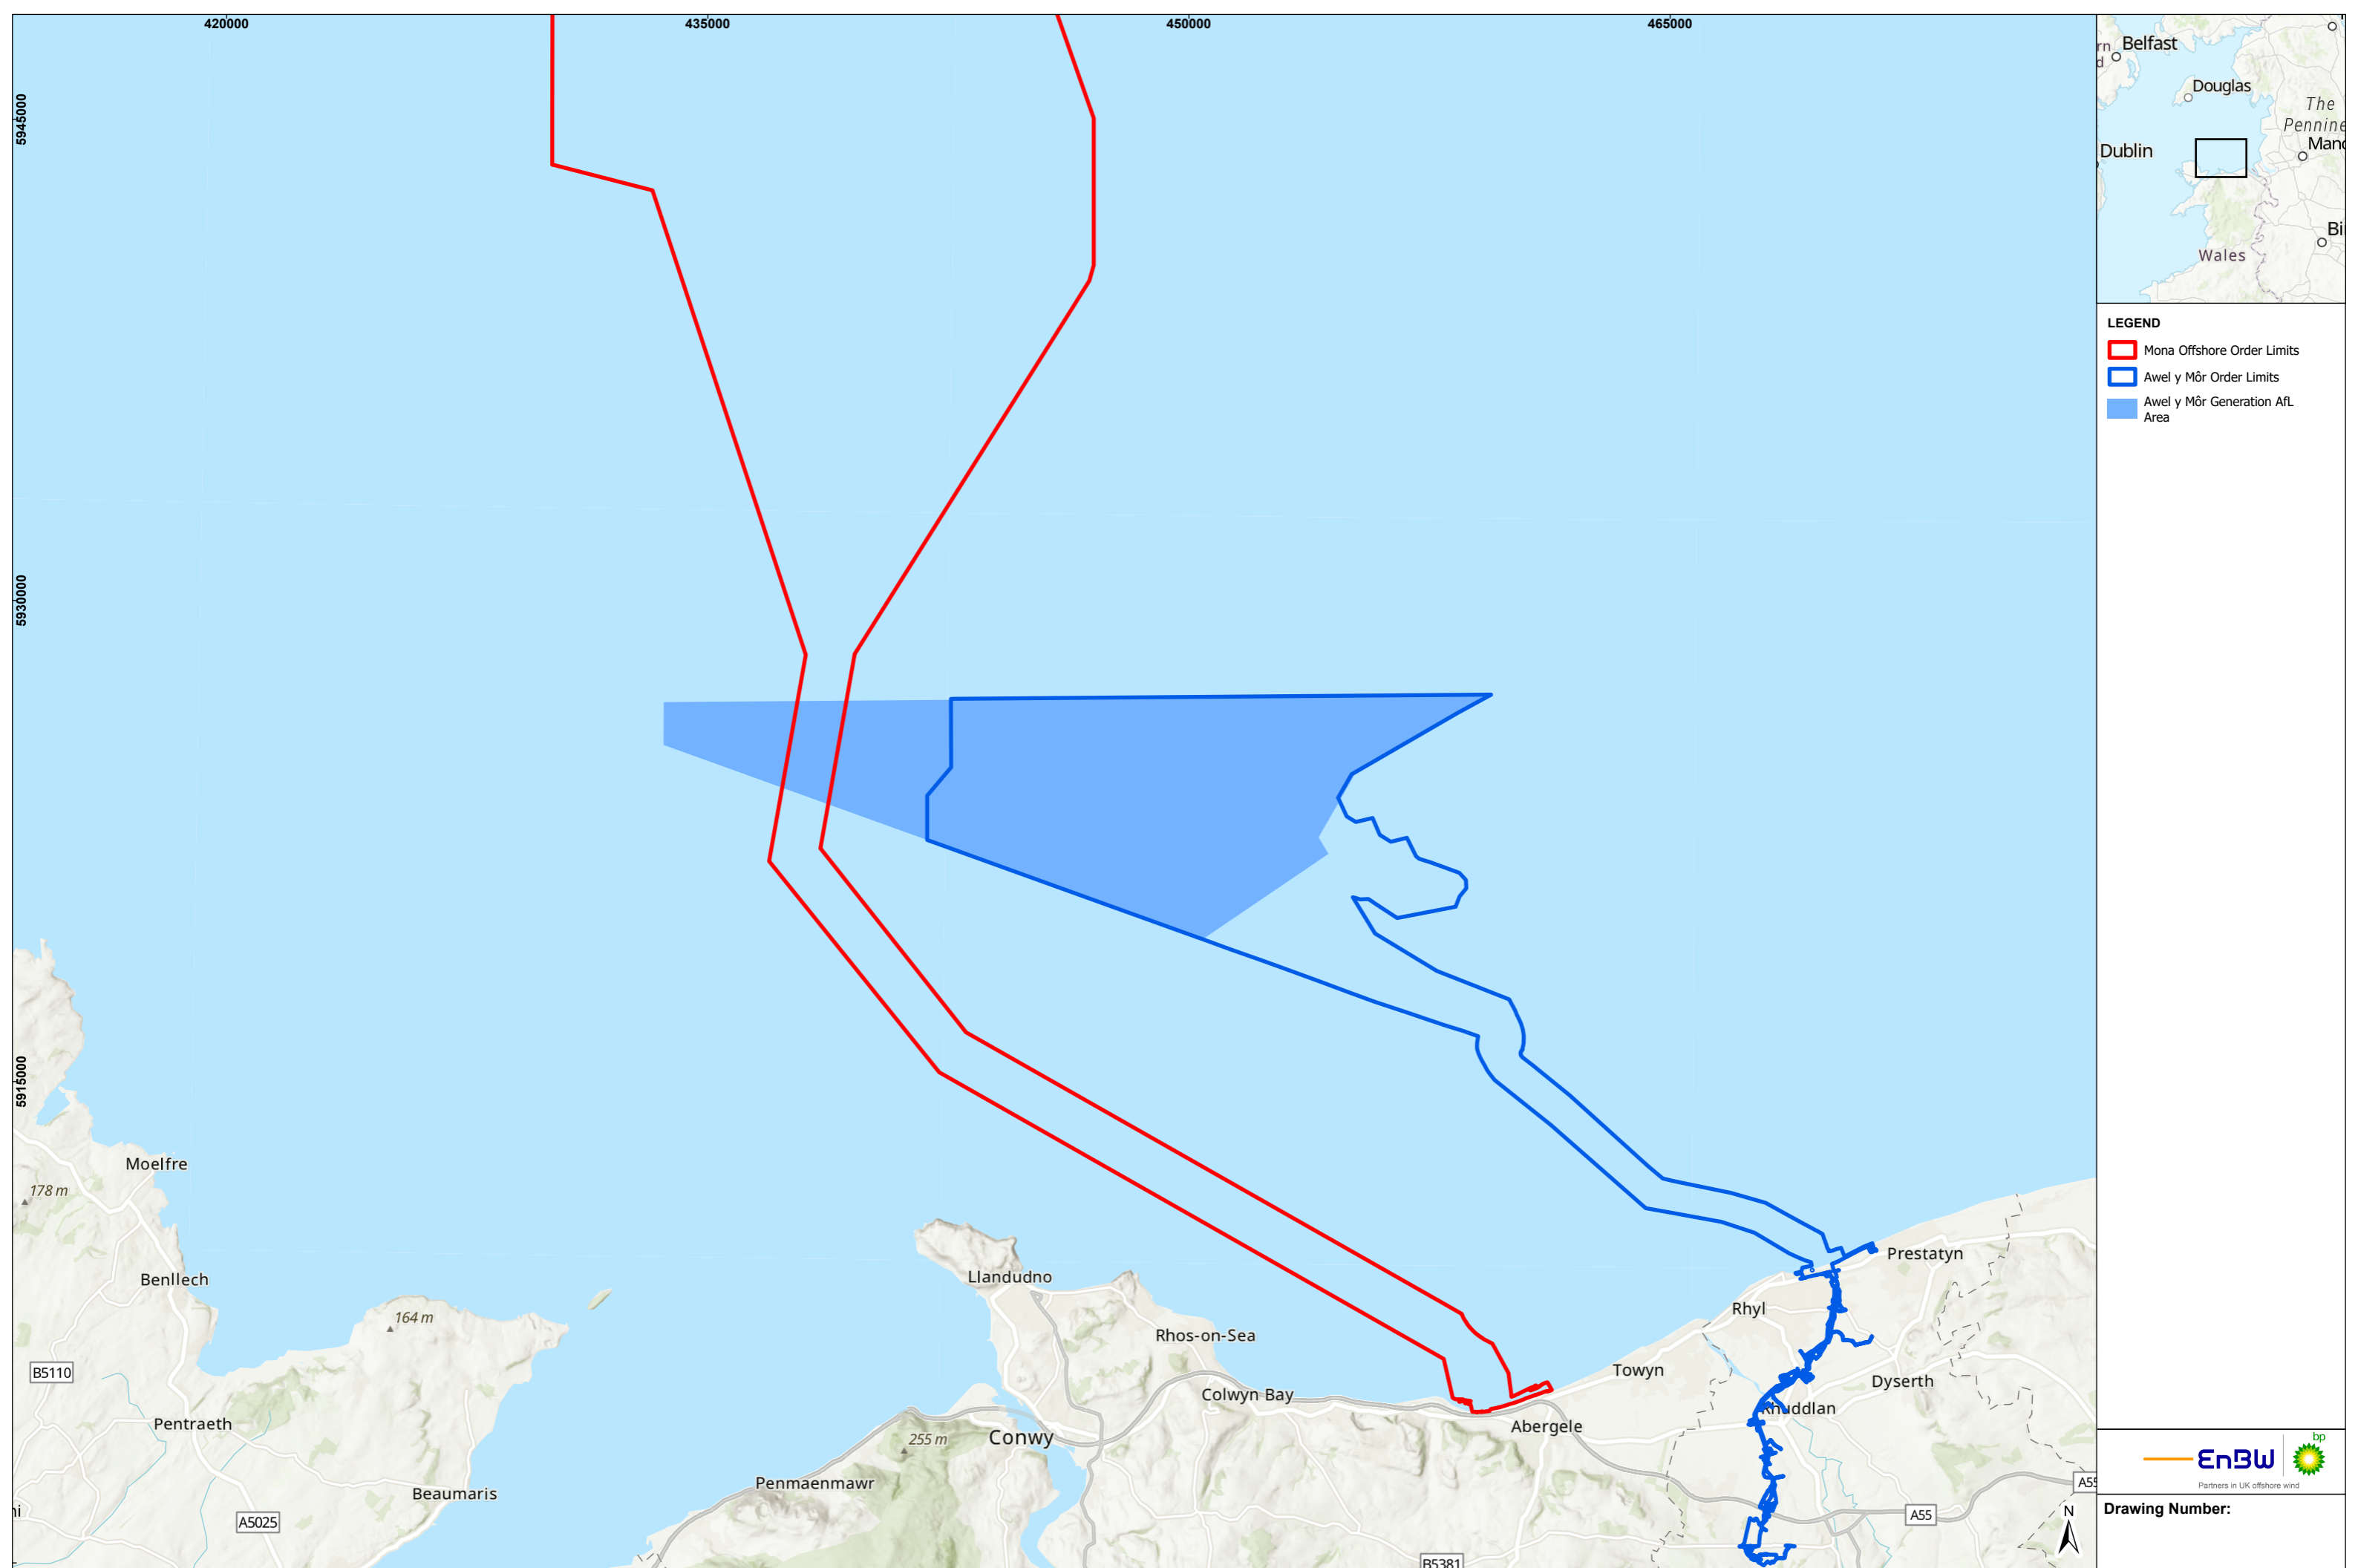 420000
435000
450000
465000
5945000
5930000
5915000
Moelfre
178 m
Benllech
164 m
B5110
Pentraeth
Beaumaris
A5025
Llandudno
Rhos-on-Sea
Colwyn Bay
Conwy
255 m
Penmaenmawr
Prestatyn
Rhyl
Towyn
Dyserth
Rhuddlan
Abergele
A55
A55
B5381
Belfast
Douglas
The
Pennine
Dublin
Manc
Wales
LEGEND
Mona Offshore Order Limits
Awel y Môr Order Limits
Awel y Môr Generation AfL
Area
EnBW
bp
Partners in UK offshore wind
Drawing Number:
N